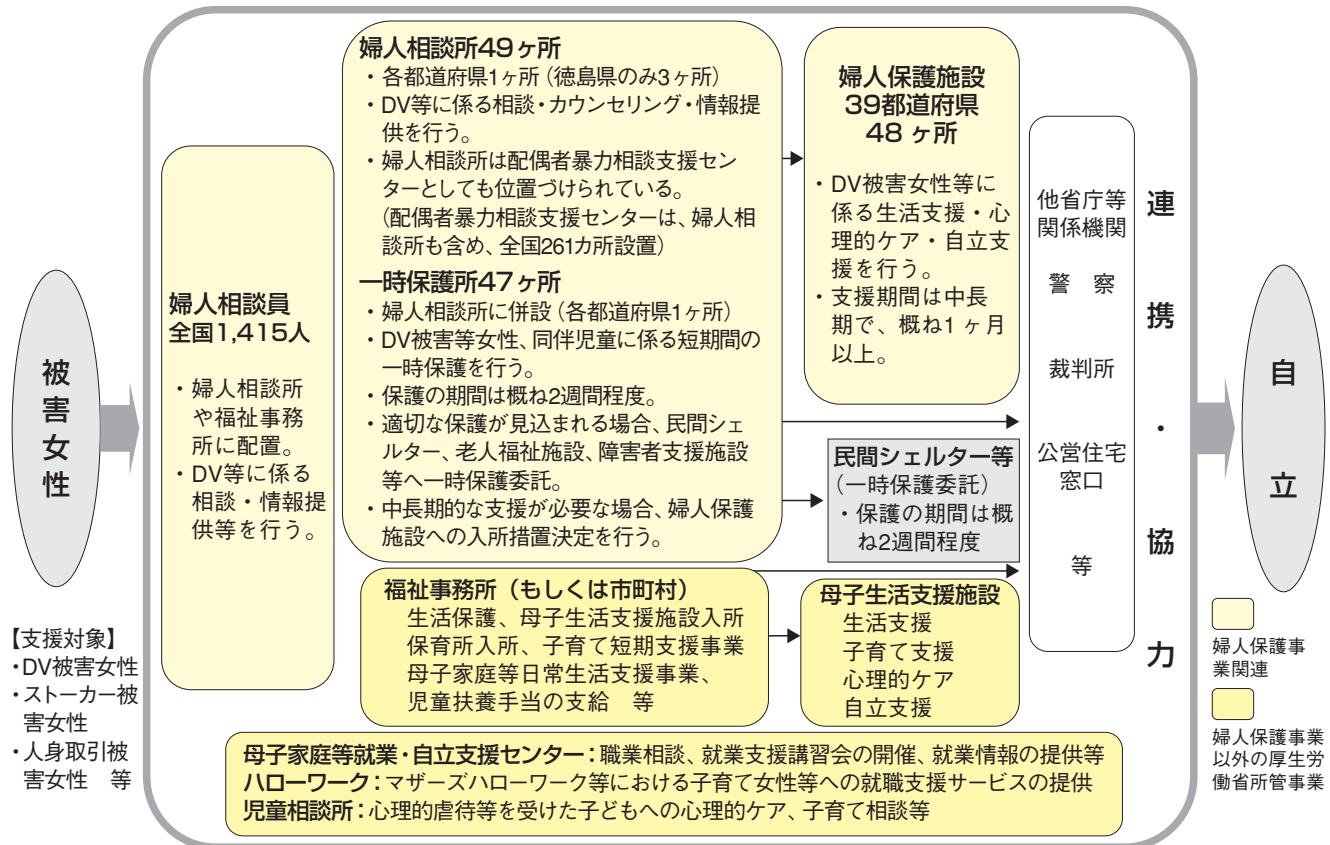 被害女性
【支援対象】
・DV被害女性
・ストーカー被
害女性
・人身取引被
害女性　等
婦人相談員
全国1,415人
・婦人相談所
や福祉事務
所に配置。
・DV等に係る
相談・情報提
供等を行う。
婦人相談所49ヶ所
・各都道府県1ヶ所（徳島県のみ3ヶ所）
・DV等に係る相談・カウンセリング・情報提
供を行う。
・婦人相談所は配偶者暴力相談支援セン
ターとしても位置づけられている。
（配偶者暴力相談支援センターは、婦人相
談所も含め、全国261カ所設置）
一時保護所47ヶ所
・婦人相談所に併設（各都道府県1ヶ所）
・DV被害等女性、同伴児童に係る短期間の
一時保護を行う。
・保護の期間は概ね2週間程度。
・適切な保護が見込まれる場合、民間シェ
ルター、老人福祉施設、障害者支援施設
等へ一時保護委託。
・中長期的な支援が必要な場合、婦人保護
施設への入所措置決定を行う。
婦人保護施設
39都道府県
48ヶ所
・DV被害女性等に
係る生活支援・心
理的ケア・自立支
援を行う。
・支援期間は中長
期で、概ね1ヶ月
以上。
民間シェルター等
（一時保護委託）
・保護の期間は概
ね2週間程度
福祉事務所（もしくは市町村）
生活保護、母子生活支援施設入所
保育所入所、子育て短期支援事業
母子家庭等日常生活支援事業、
児童扶養手当の支給　等
母子生活支援施設
生活支援
子育て支援
心理的ケア
自立支援
母子家庭等就業・自立支援センター：職業相談、就業支援講習会の開催、就業情報の提供等
ハローワーク：マザーズハローワーク等における子育て女性等への就職支援サービスの提供
児童相談所：心理的虐待等を受けた子どもへの心理的ケア、子育て相談等
他省庁等
関係機関
警　察
裁判所
公営住宅
窓口
等
連携・協力
自立
婦人保護事
業関連
婦人保護事業
以外の厚生労
働省所管事業